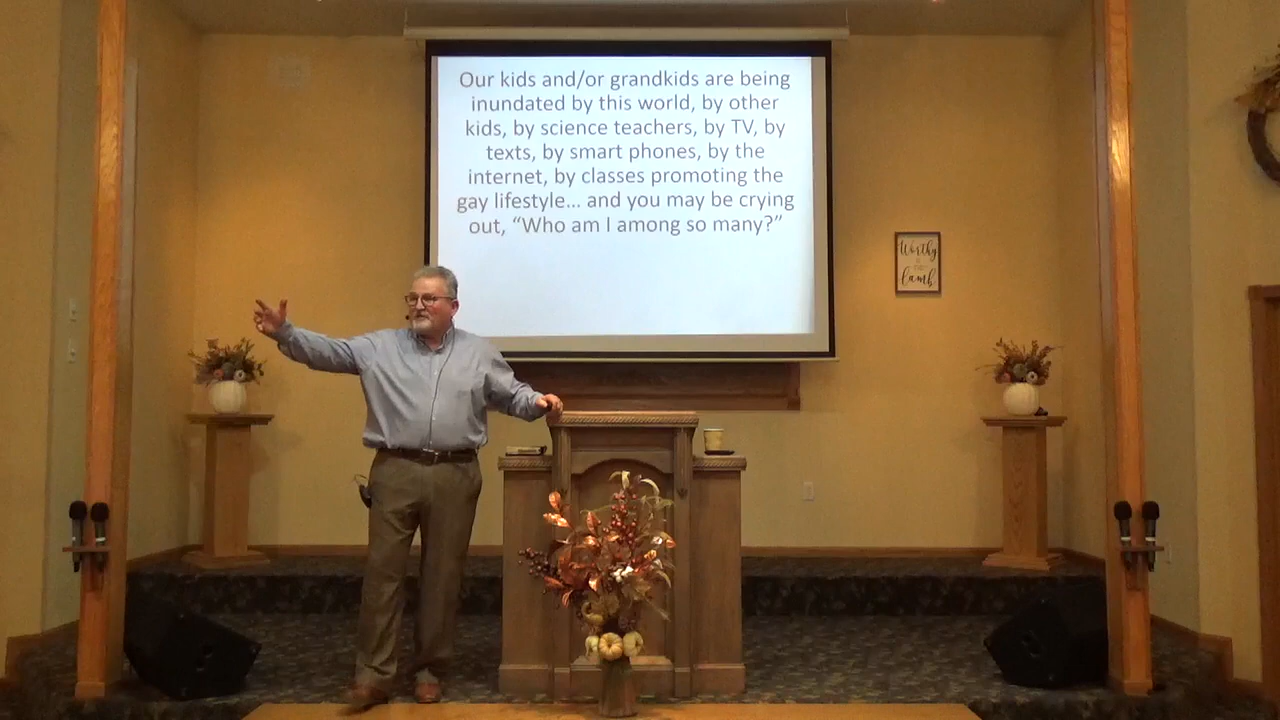 Our kids and/or grandkids are being
inundated by this world, by other
kids, by science teachers, by TV, by
texts, by smart phones, by the
internet, by classes promoting the
gay lifestyle... and you may be crying
out, “Who am I among so many?”
Worthy
Lamb